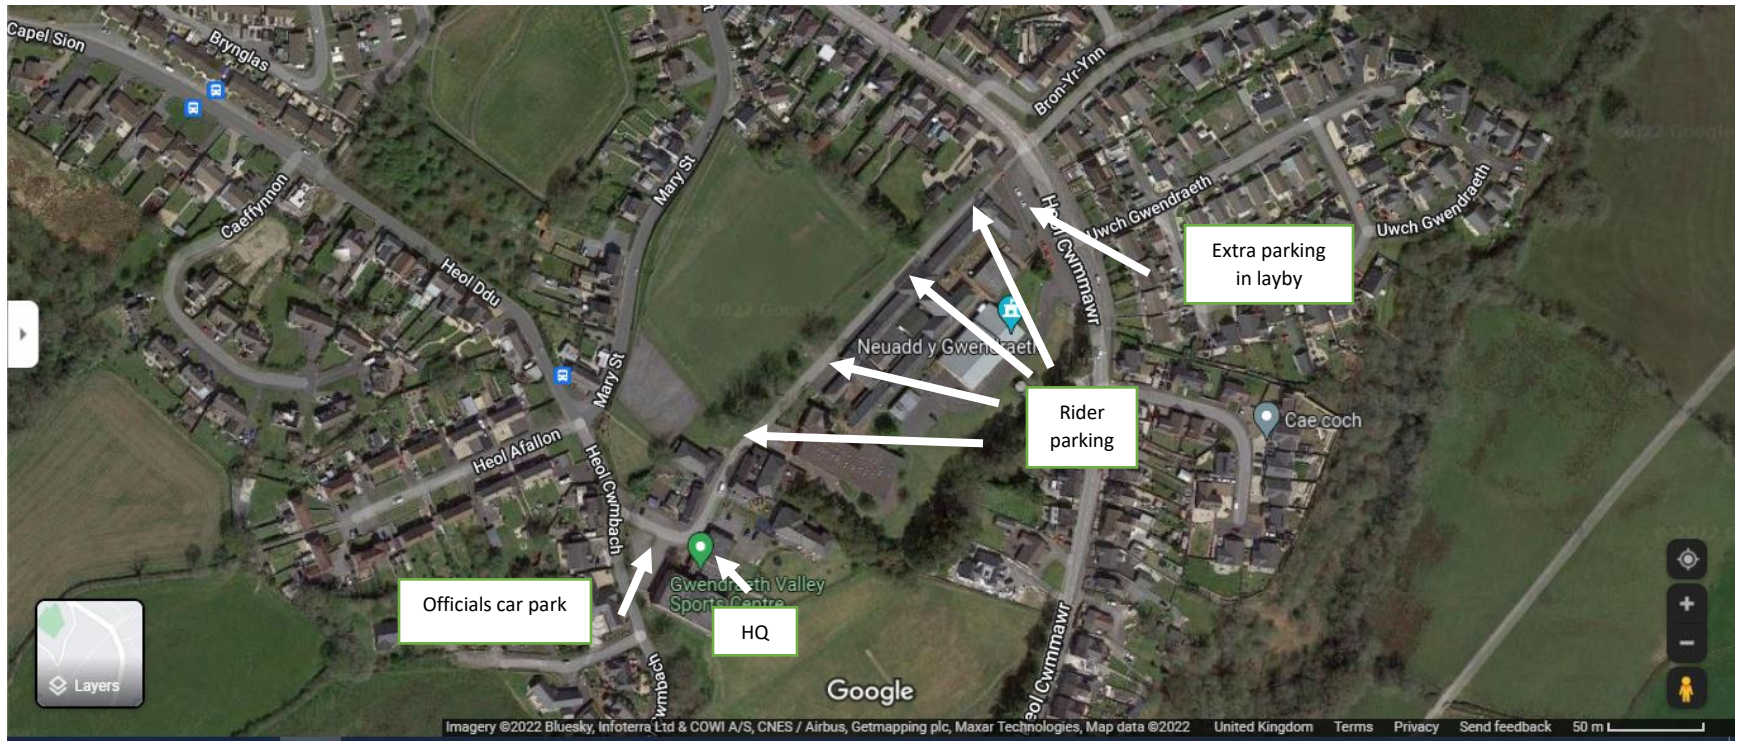 Capel Sion
Brynglas
Bron-Yr-Ynn
Mary St
Caeffynnon
Heol Ddu
Heol Cwmmawr
Uwch Gwendraeth
Uwch Gwendraeth
Extra parking
in layby
Neuadd y Gwendraeth
Mary St
Rider
parking
Cae coch
Heol Afallon
Heol Cwmbach
Gwendraeth Valley
Sports Centre
Officials car park
HQ
Heol Cwmmawr
Cwmbach
Layers
Google
Imagery ©2022 Bluesky, Infoterra Ltd & COWI A/S, CNES / Airbus, Getmapping plc, Maxar Technologies, Map data ©2022 United Kingdom Terms Privacy Send feedback 50 m